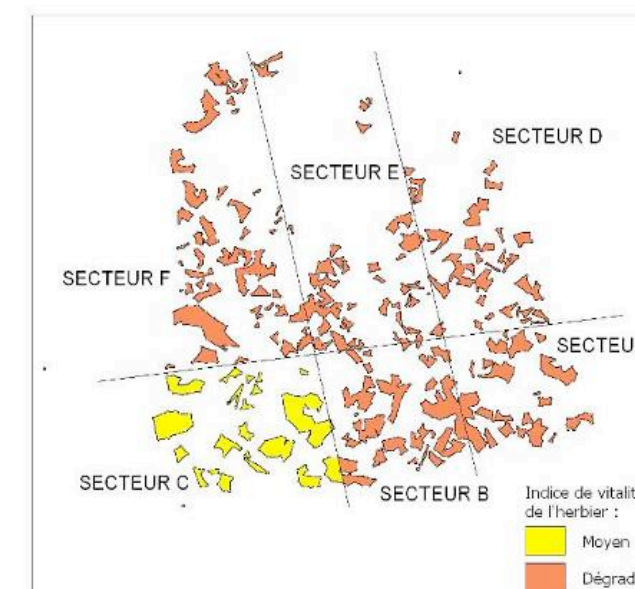 SECTEUR D
SECTEUR E
SECTEUR F
SECTEU
SECTEUR C
SECTEUR B
Indice de vitalit
de l'herbier :
Moyen
Dégrad